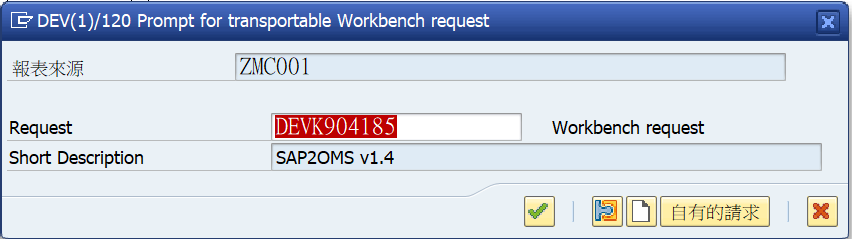 DEV(1)/120 Prompt for transportable Workbench request
報表來源 ZMC001
Request DEVK904185 Workbench request
Short Description SAP2OMS v1.4
自有的請求